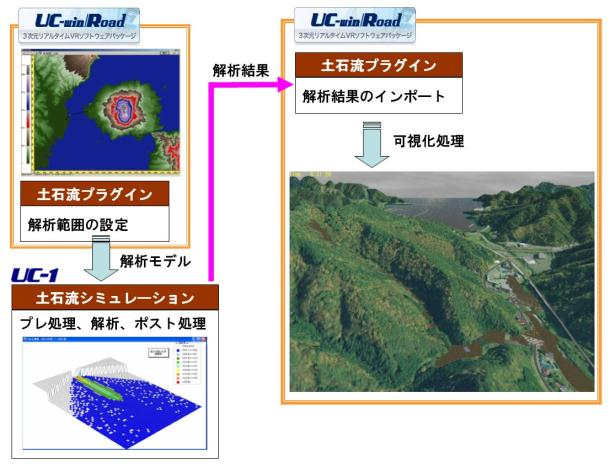 UC-win/Road
3次元リアルタイムVRソフトウェアパッケージ
土石流プラグイン
解析範囲の設定
解析モデル
UC-1
土石流シミュレーション
プレ処理、解析、ポスト処理
解析結果
UC-win/Road
3次元リアルタイムVRソフトウェアパッケージ
土石流プラグイン
解析結果のインポート
可視化処理